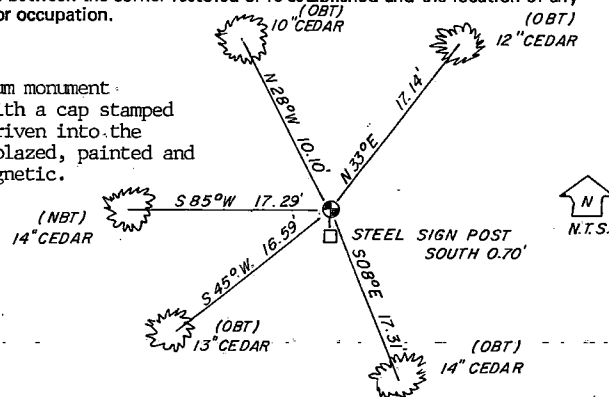 between the corner restored or re-established and the location of any
or occupation.
(OBT)
10" CEDAR
(OBT)
12" CEDAR
um monument
ith a cap stamped
riven into the
blazed, painted and
gnetic.
N 28° W 10.10'
N 33° E 17.14'
S 85° W 17.29'
(NBT)
14" CEDAR
N
N.T.S.
STEEL SIGN POST
SOUTH 0.70'
S 45° W. 16.59'
S 08° E 17.31'
(OBT)
13" CEDAR
(OBT)
14" CEDAR